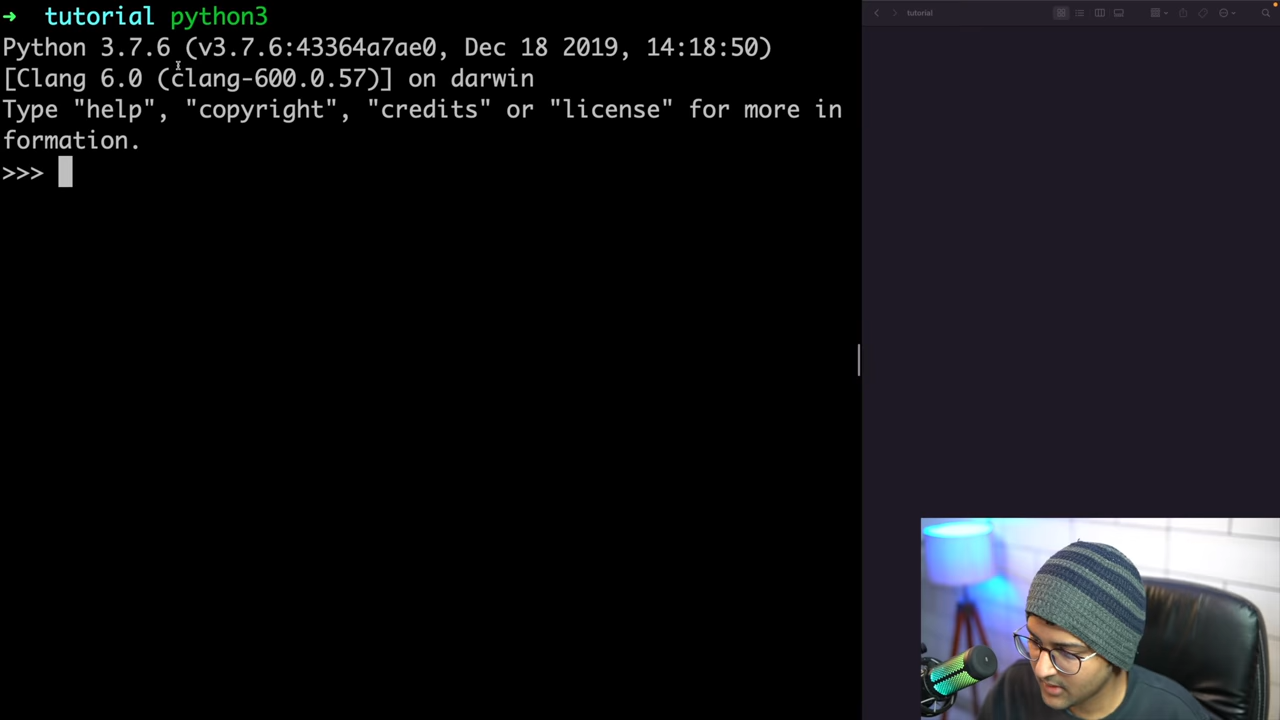 ➜ tutorial python3
Python 3.7.6 (v3.7.6:43364a7ae0, Dec 18 2019, 14:18:50)
[Clang 6.0 (clang-600.0.57)] on darwin
Type "help", "copyright", "credits" or "license" for more in
formation.
>>>
tutorial